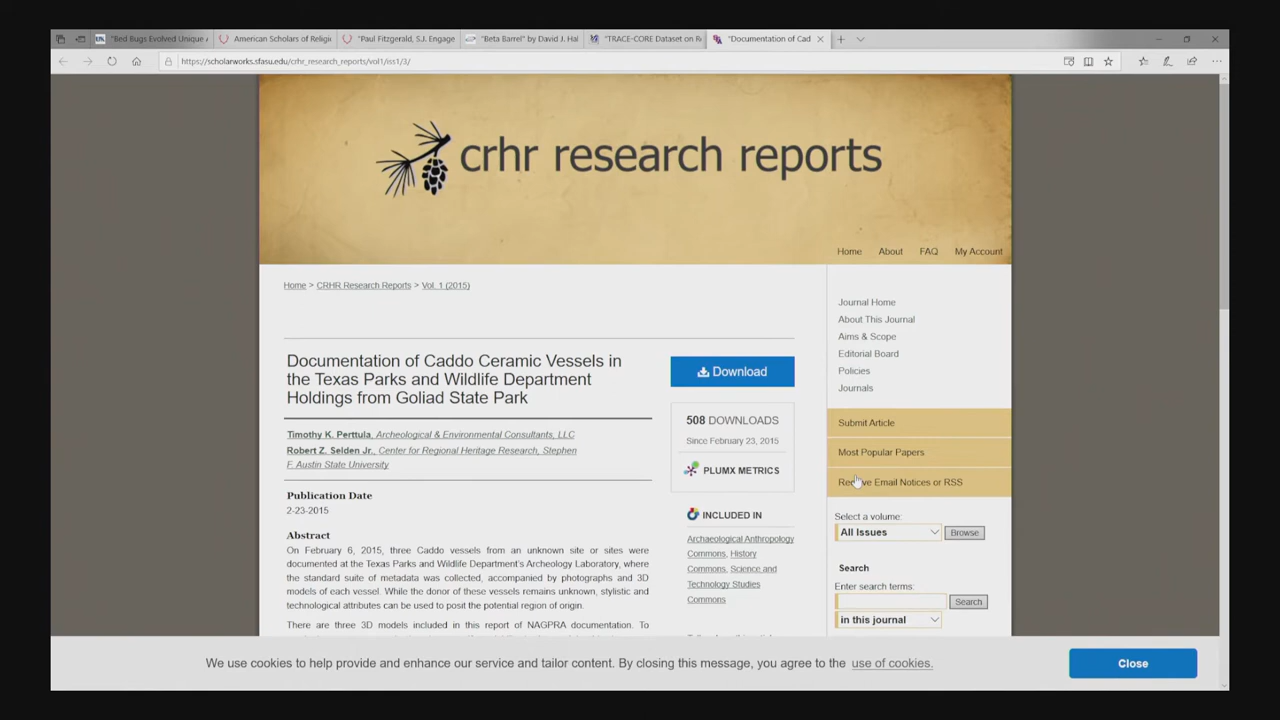 "Bed Bugs Evolved Unique A
American Scholars of Religio
"Paul Fitzgerald, S.J. Engage
"Beta Barrel" by David J. Hal
"TRACE-CORE Dataset on Re
"Documentation of Cad
https://scholarworks.sfasu.edu/crhr_research_reports/vol1/iss1/3/
crhr research reports
Home About FAQ My Account
Home > CRHR Research Reports > Vol. 1 (2015)
Documentation of Caddo Ceramic Vessels in
the Texas Parks and Wildlife Department
Holdings from Goliad State Park
Timothy K. Perttula, Archeological & Environmental Consultants, LLC
Robert Z. Selden Jr., Center for Regional Heritage Research, Stephen
F. Austin State University
Publication Date
2-23-2015
Abstract
On February 6, 2015, three Caddo vessels from an unknown site or sites were
documented at the Texas Parks and Wildlife Department's Archeology Laboratory, where
the standard suite of metadata was collected, accompanied by photographs and 3D
models of each vessel. While the donor of these vessels remains unknown, stylistic and
technological attributes can be used to posit the potential region of origin.
There are three 3D models included in this report of NAGPRA documentation. To
Download
508 DOWNLOADS
Since February 23, 2015
PLUMX METRICS
INCLUDED IN
Archaeological Anthropology
Commons, History
Commons, Science and
Technology Studies
Commons
Journal Home
About This Journal
Aims & Scope
Editorial Board
Policies
Journals
Submit Article
Most Popular Papers
Receive Email Notices or RSS
Select a volume:
All Issues Browse
Search
Enter search terms:
Search
in this journal
We use cookies to help provide and enhance our service and tailor content. By closing this message, you agree to the use of cookies.
Close